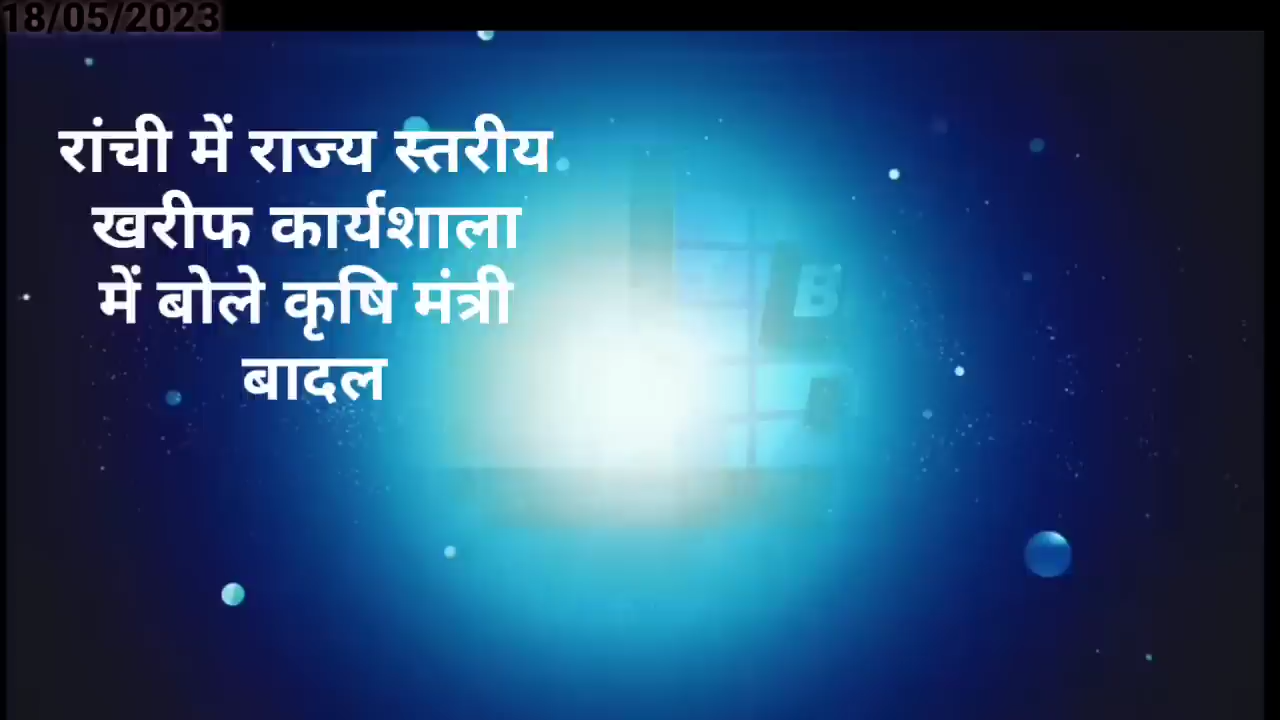 18/05/2023
रांची में राज्य स्तरीय
खरीफ कार्यशाला
में बोले कृषि मंत्री
बादल
B